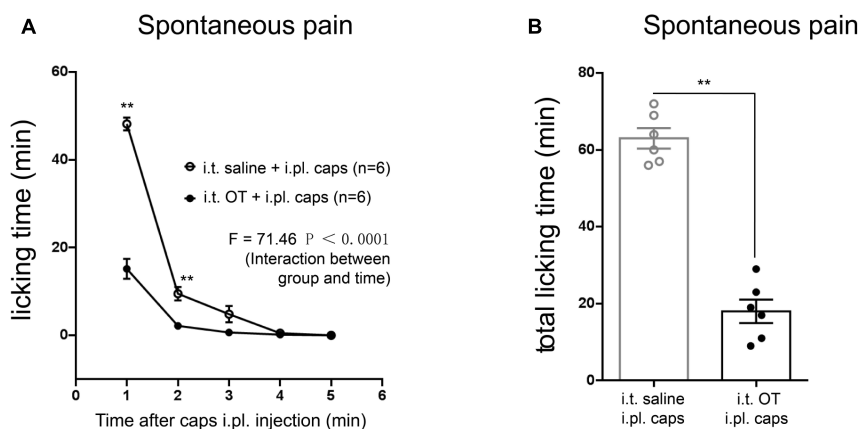 A
Spontaneous pain
licking time (min)
60
40
20
0
**
**
i.t. saline + i.pl. caps (n=6)
i.t. OT + i.pl. caps (n=6)
F = 71.46 P < 0.0001
(Interaction between
group and time)
0 1 2 3 4 5 6
Time after caps i.pl. injection (min)
B
Spontaneous pain
total licking time (min)
80
60
40
20
0
**
i.t. saline
i.pl. caps
i.t. OT
i.pl. caps